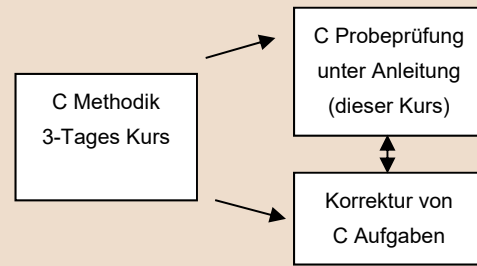 C Methodik
3-Tages Kurs
C Probeprüfung
unter Anleitung
(dieser Kurs)
Korrektur von
C Aufgaben